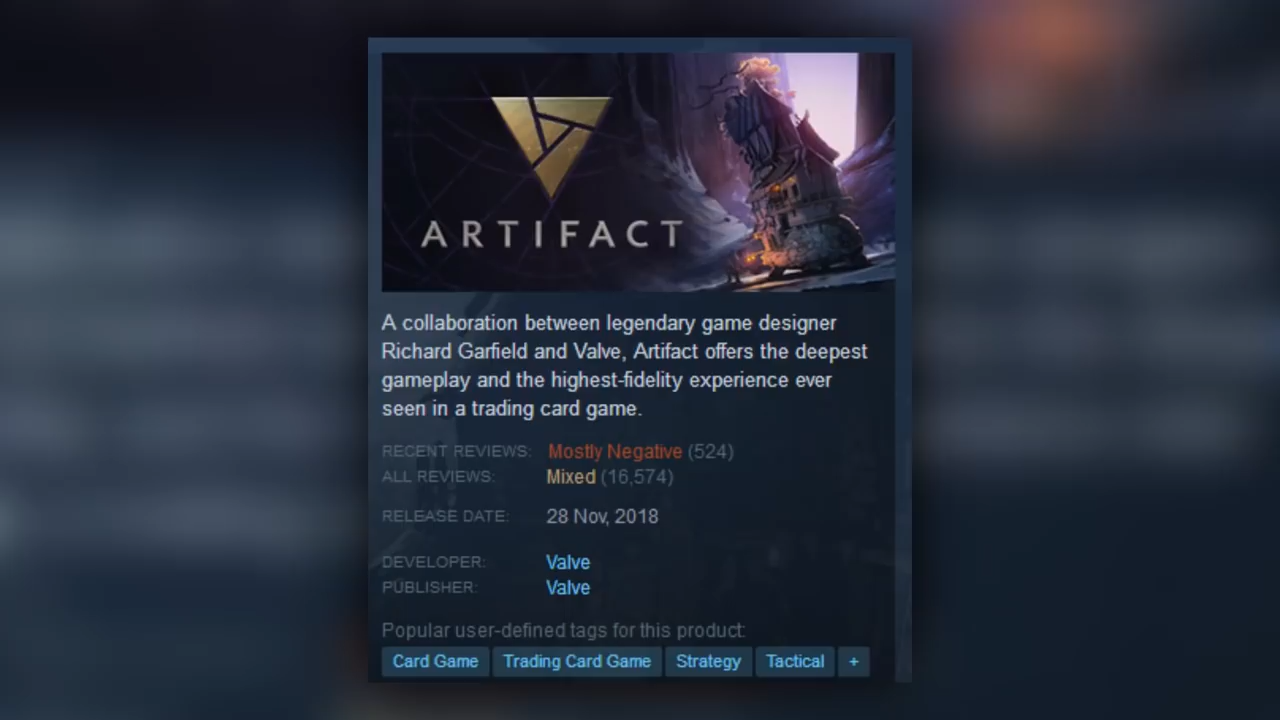 ARTIFACT
A collaboration between legendary game designer
Richard Garfield and Valve, Artifact offers the deepest
gameplay and the highest-fidelity experience ever
seen in a trading card game.
RECENT REVIEWS: Mostly Negative (524)
ALL REVIEWS: Mixed (16,574)
RELEASE DATE: 28 Nov, 2018
DEVELOPER: Valve
PUBLISHER: Valve
Popular user-defined tags for this product:
Card Game Trading Card Game Strategy Tactical +